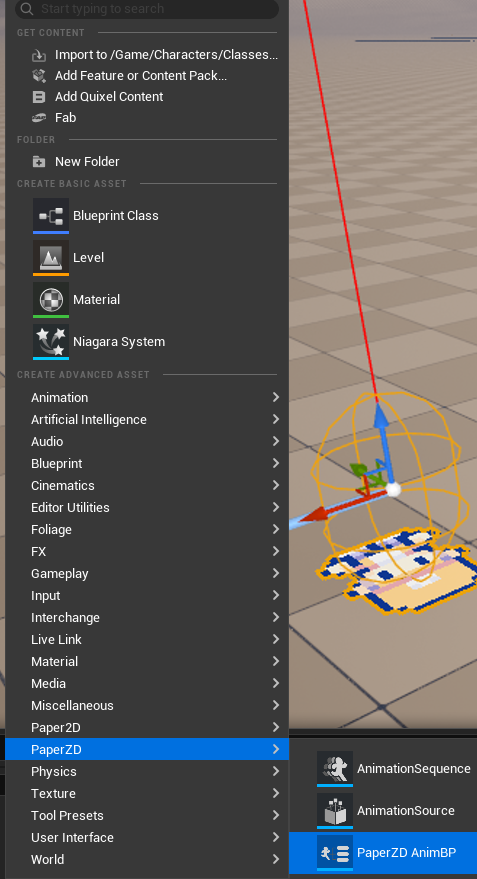 Start typing to search
GET CONTENT
Import to /Game/Characters/Classes...
Add Feature or Content Pack...
Add Quixel Content
Fab
FOLDER
New Folder
CREATE BASIC ASSET
Blueprint Class
Level
Material
Niagara System
CREATE ADVANCED ASSET
Animation
Artificial Intelligence
Audio
Blueprint
Cinematics
Editor Utilities
Foliage
FX
Gameplay
Input
Interchange
Live Link
Material
Media
Miscellaneous
Paper2D
PaperZD
Physics
Texture
Tool Presets
User Interface
World
AnimationSequence
AnimationSource
PaperZD AnimBP